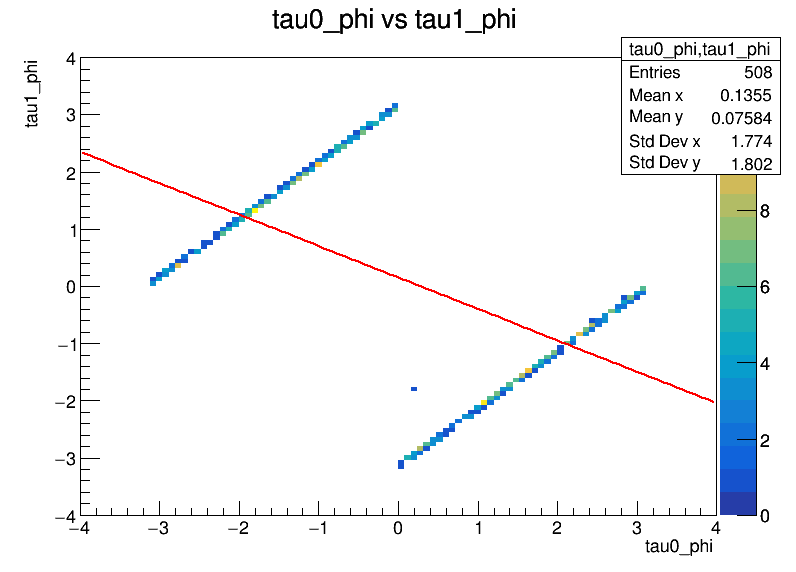 tau0_phi vs tau1_phi
tau0_phi,tau1_phi
Entries 508
Mean x 0.1355
Mean y 0.07584
Std Dev x 1.774
Std Dev y 1.802
tau1_phi
4
3
2
1
0
−1
−2
−3
−4
−4 −3 −2 −1 0 1 2 3 4
tau0_phi
8
6
4
2
0